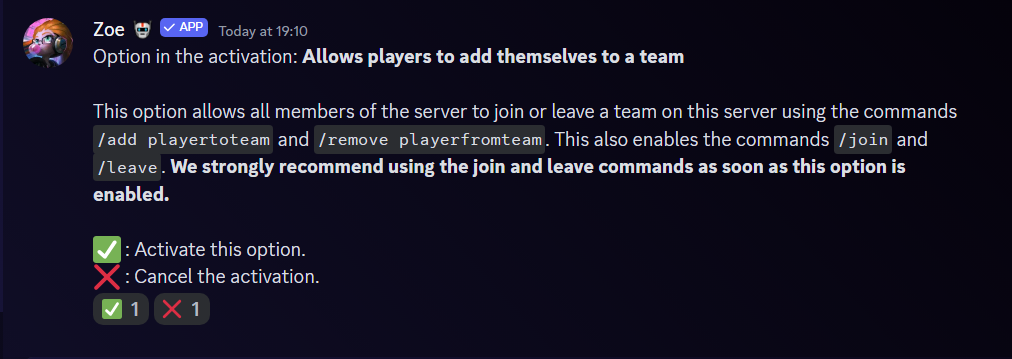 Zoe ✓ APP Today at 19:10
Option in the activation: Allows players to add themselves to a team
This option allows all members of the server to join or leave a team on this server using the commands
/add playertoteam and /remove playerfromteam. This also enables the commands /join and
/leave. We strongly recommend using the join and leave commands as soon as this option is
enabled.
✅ : Activate this option.
❌ : Cancel the activation.
✅ 1 ❌ 1